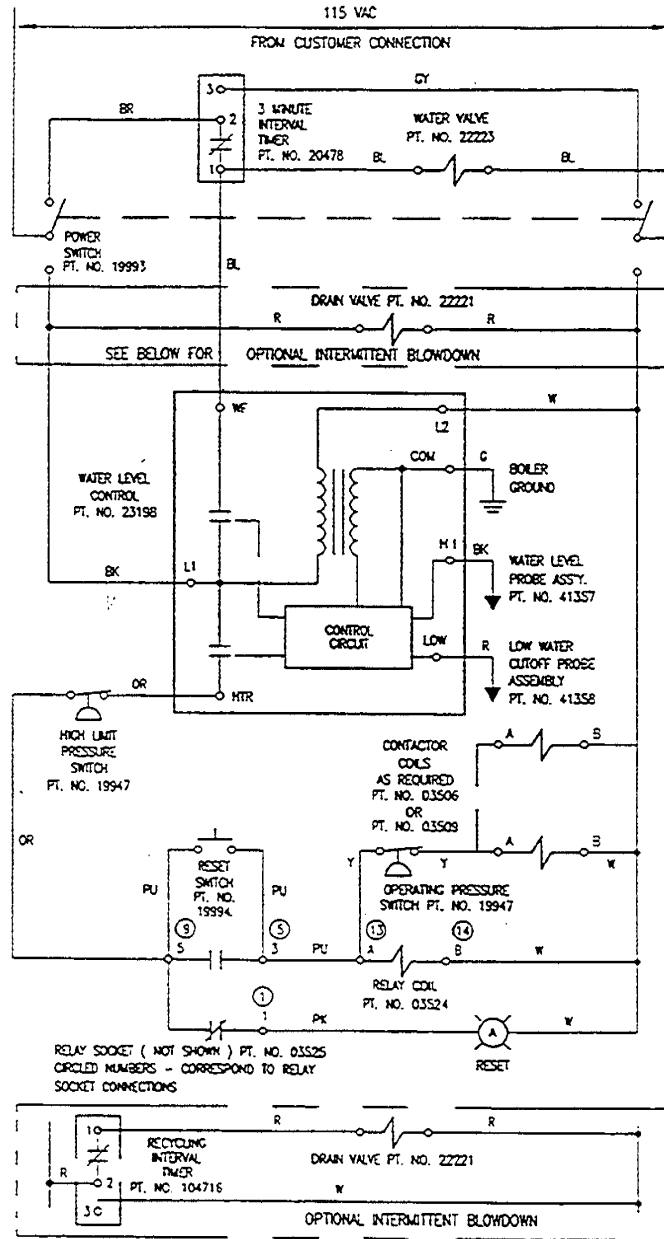 115 VAC
FROM CUSTOMER CONNECTION
3
GY
BR
2
3 MINUTE
INTERVAL
TIMER
PT. NO. 20478
WATER VALVE
PT. NO. 22223
1
BL
BL
POWER
SWITCH
PT. NO. 19993
BL
DRAIN VALVE PT. NO. 22221
R
R
SEE BELOW FOR OPTIONAL INTERMITTENT BLOWDOWN
WF
L2
W
WATER LEVEL
CONTROL
PT. NO. 23198
COM
G
BOILER
GROUND
BK
L1
H1
BK
WATER LEVEL
PROBE ASS'Y.
PT. NO. 41357
CONTROL
CIRCUIT
LOW
R
LOW WATER
CUTOFF PROBE
ASSEMBLY
PT. NO. 41358
OR
HTR
HIGH LIMIT
PRESSURE
SWITCH
PT. NO. 19947
CONTACTOR
COILS
AS REQUIRED
PT. NO. 03506
OR
PT. NO. 03509
A
B
OR
A
B
W
Y
Y
RESET
SWITCH
PT. NO.
19994
PU
PU
OPERATING PRESSURE
SWITCH PT. NO. 19947
9
5
13
14
5
3
PU
A
B
W
RELAY COIL
PT. NO. 03524
1
1
PK
A
W
RESET
RELAY SOCKET ( NOT SHOWN ) PT. NO. 03525
CIRCLED NUMBERS - CORRESPOND TO RELAY
SOCKET CONNECTIONS
1
R
R
RECYCLING
INTERVAL
TIMER
PT. NO. 104716
DRAIN VALVE PT. NO. 22221
R
2
W
3
OPTIONAL INTERMITTENT BLOWDOWN